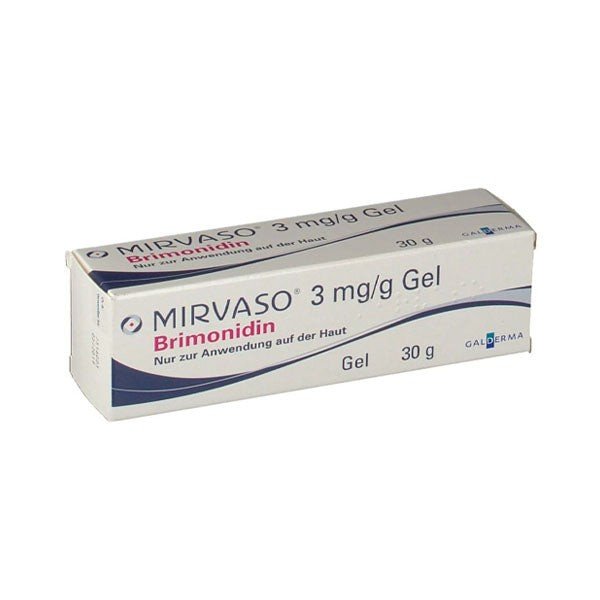 MIRVASO® 3 mg/g Gel
Brimonidin
Nur zur Anwendung auf der Haut
30 g
GALDERMA
MIRVASO® 3 mg/g Gel
Brimonidin
Nur zur Anwendung auf der Haut
Gel 30 g
GALDERMA